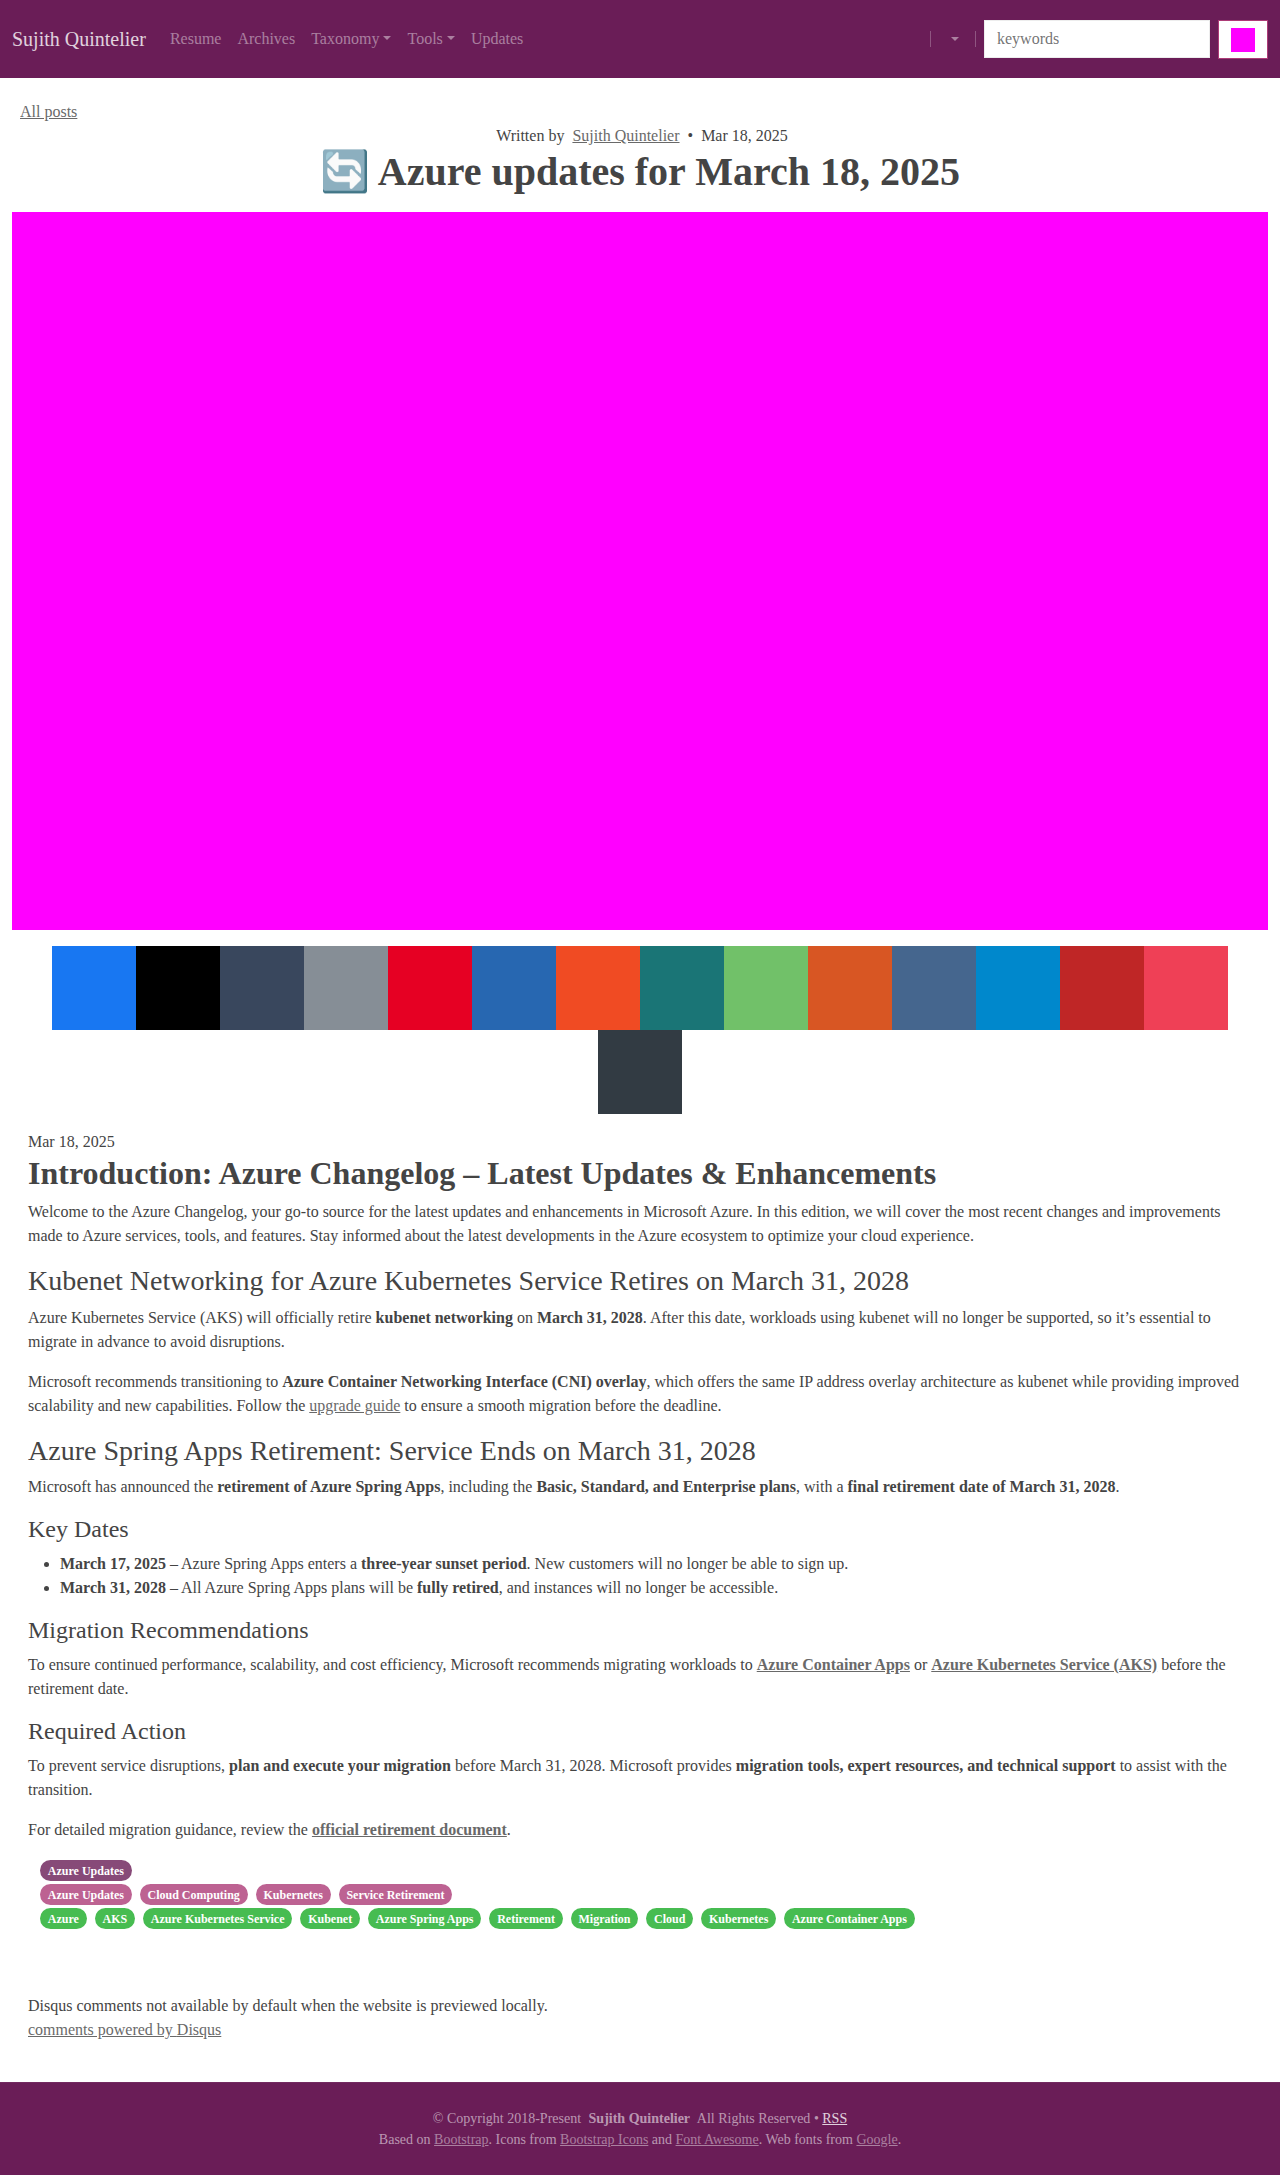 Sujith Quintelier Resume Archives Taxonomy Tools Updates keywords
All posts
Written by Sujith Quintelier • Mar 18, 2025
🔄 Azure updates for March 18, 2025
Mar 18, 2025
Introduction: Azure Changelog – Latest Updates & Enhancements
Welcome to the Azure Changelog, your go-to source for the latest updates and enhancements in Microsoft Azure. In this edition, we will cover the most recent changes and improvements
made to Azure services, tools, and features. Stay informed about the latest developments in the Azure ecosystem to optimize your cloud experience.
Kubenet Networking for Azure Kubernetes Service Retires on March 31, 2028
Azure Kubernetes Service (AKS) will officially retire kubenet networking on March 31, 2028. After this date, workloads using kubenet will no longer be supported, so it’s essential to
migrate in advance to avoid disruptions.
Microsoft recommends transitioning to Azure Container Networking Interface (CNI) overlay, which offers the same IP address overlay architecture as kubenet while providing improved
scalability and new capabilities. Follow the upgrade guide to ensure a smooth migration before the deadline.
Azure Spring Apps Retirement: Service Ends on March 31, 2028
Microsoft has announced the retirement of Azure Spring Apps, including the Basic, Standard, and Enterprise plans, with a final retirement date of March 31, 2028.
Key Dates
• March 17, 2025 – Azure Spring Apps enters a three-year sunset period. New customers will no longer be able to sign up.
• March 31, 2028 – All Azure Spring Apps plans will be fully retired, and instances will no longer be accessible.
Migration Recommendations
To ensure continued performance, scalability, and cost efficiency, Microsoft recommends migrating workloads to Azure Container Apps or Azure Kubernetes Service (AKS) before the
retirement date.
Required Action
To prevent service disruptions, plan and execute your migration before March 31, 2028. Microsoft provides migration tools, expert resources, and technical support to assist with the
transition.
For detailed migration guidance, review the official retirement document.
Azure Updates
Azure Updates Cloud Computing Kubernetes Service Retirement
Azure AKS Azure Kubernetes Service Kubenet Azure Spring Apps Retirement Migration Cloud Kubernetes Azure Container Apps
Disqus comments not available by default when the website is previewed locally.
comments powered by Disqus
© Copyright 2018-Present Sujith Quintelier All Rights Reserved • RSS
Based on Bootstrap. Icons from Bootstrap Icons and Font Awesome. Web fonts from Google.